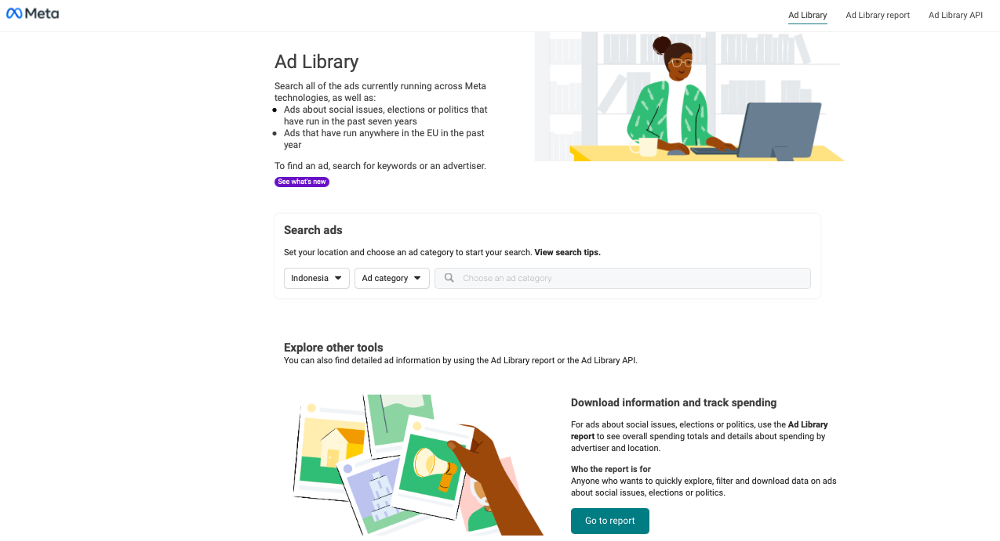 Meta
Ad Library
Ad Library report
Ad Library API
Ad Library
Search all of the ads currently running across Meta
technologies, as well as:
Ads about social issues, elections or politics that
have run in the past seven years
Ads that have run anywhere in the EU in the past
year
To find an ad, search for keywords or an advertiser.
See what's new
Search ads
Set your location and choose an ad category to start your search. View search tips.
Indonesia
Ad category
Choose an ad category
Explore other tools
You can also find detailed ad information by using the Ad Library report or the Ad Library API.
Download information and track spending
For ads about social issues, elections or politics, use the Ad Library
report to see overall spending totals and details about spending by
advertiser and location.
Who the report is for
Anyone who wants to quickly explore, filter and download data on ads
about social issues, elections or politics.
Go to report